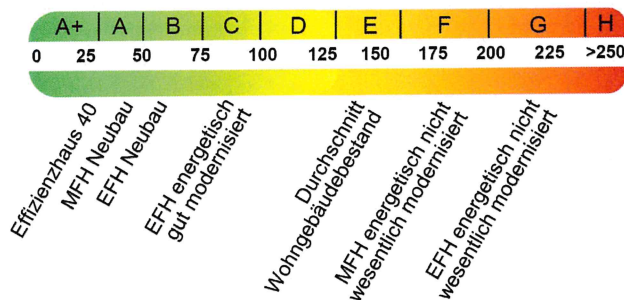 A+ A B C D E F G H
0 25 50 75 100 125 150 175 200 225 >250
Effizienzhaus 40
MFH Neubau
EFH Neubau
EFH energetisch
gut modernisiert
Durchschnitt
Wohngebäudebestand
MFH energetisch nicht
wesentlich modernisiert
EFH energetisch nicht
wesentlich modernisiert